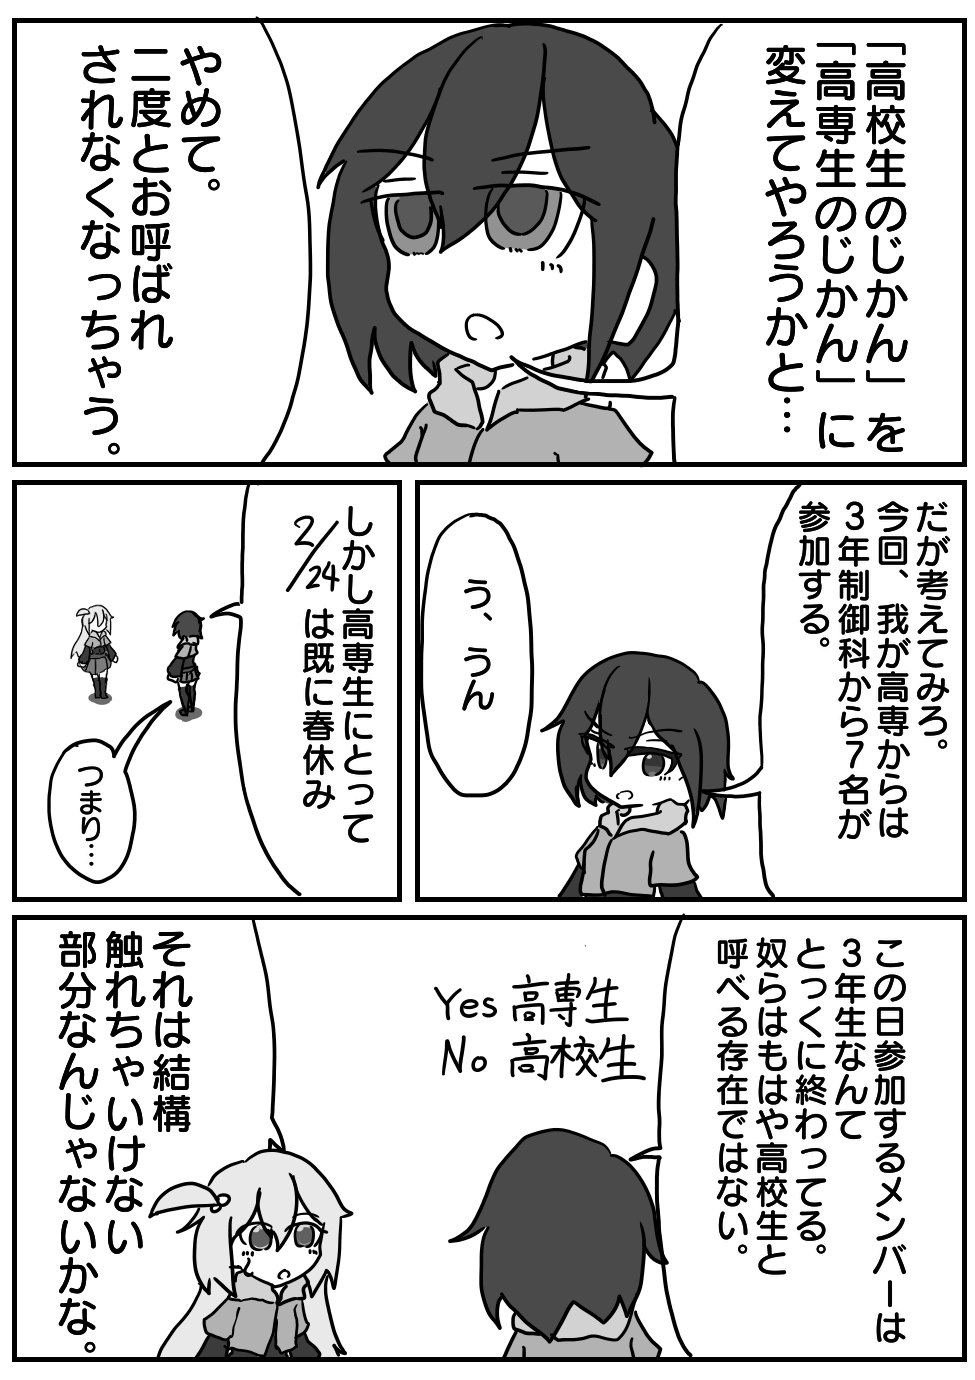 「高校生のじかん」を
「高専生のじかん」に
変えてやろうかと…
やめて。
二度とお呼ばれ
されなくなっちゃう。
だが考えてみろ。
今回、我が高専からは
３年制御科から７名が
参加する。
う、うん
しかし高専生にとって
2/24は既に春休み
つまり…
この日参加するメンバーは
３年生なんて
とっくに終わってる。
奴らはもはや高校生と
呼べる存在ではない。
Yes 高専生
No 高校生
それは結構
触れちゃいけない
部分なんじゃないかな。